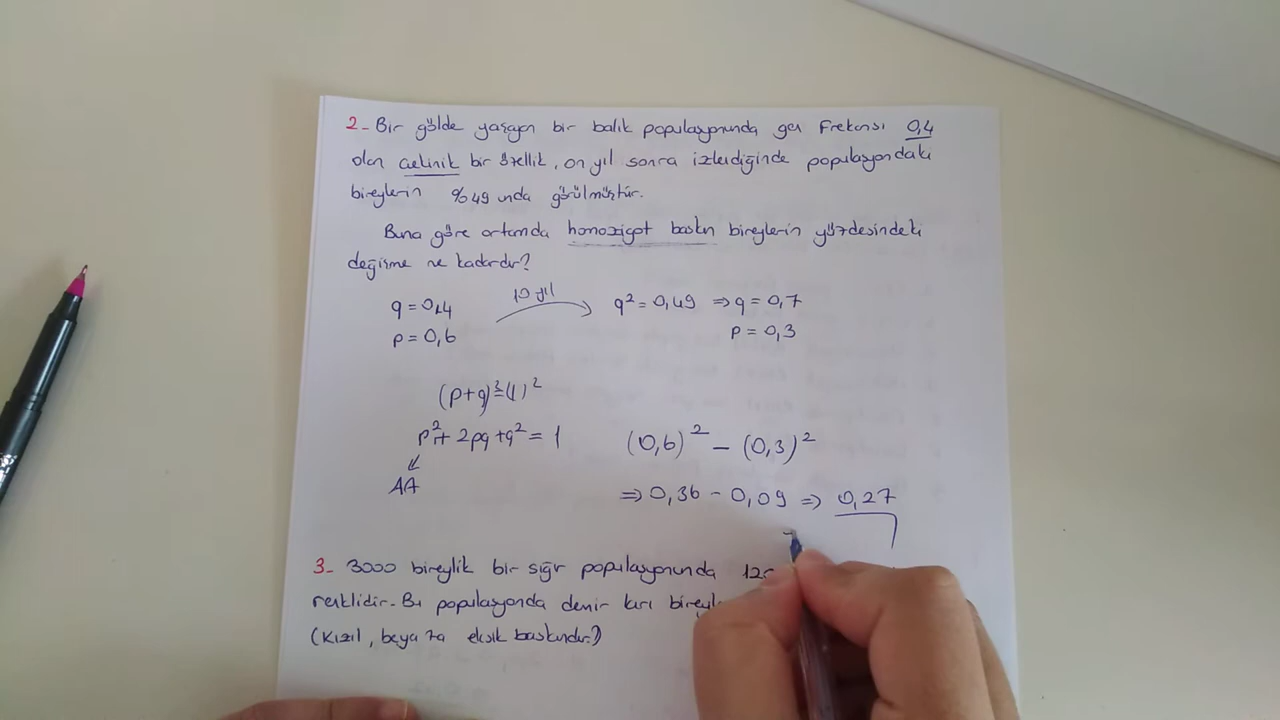 2- Bir gölde yaşayan bir balık populasyonunda gen frekansı 0,4
olan çekinik bir özellik, on yıl sonra izlendiğinde populasyondaki
bireylerin %49 unda görülmüştür.
Buna göre ortamda homozigot baskın bireylerin yüzdesindeki
değişme ne kadardır?
q = 0,4 10 yıl q² = 0,49 ⇒ q = 0,7
p = 0,6 p = 0,3
(p+q)² = (1)²
p² + 2pq + q² = 1 (0,6)² – (0,3)²
AA ⇒ 0,36 - 0,09 ⇒ 0,27
3- 3000 bireylik bir sığır populasyonunda
renklidir. Bu populasyonda demir kırı
(Kızıl, beyaza eksik baskındır.)